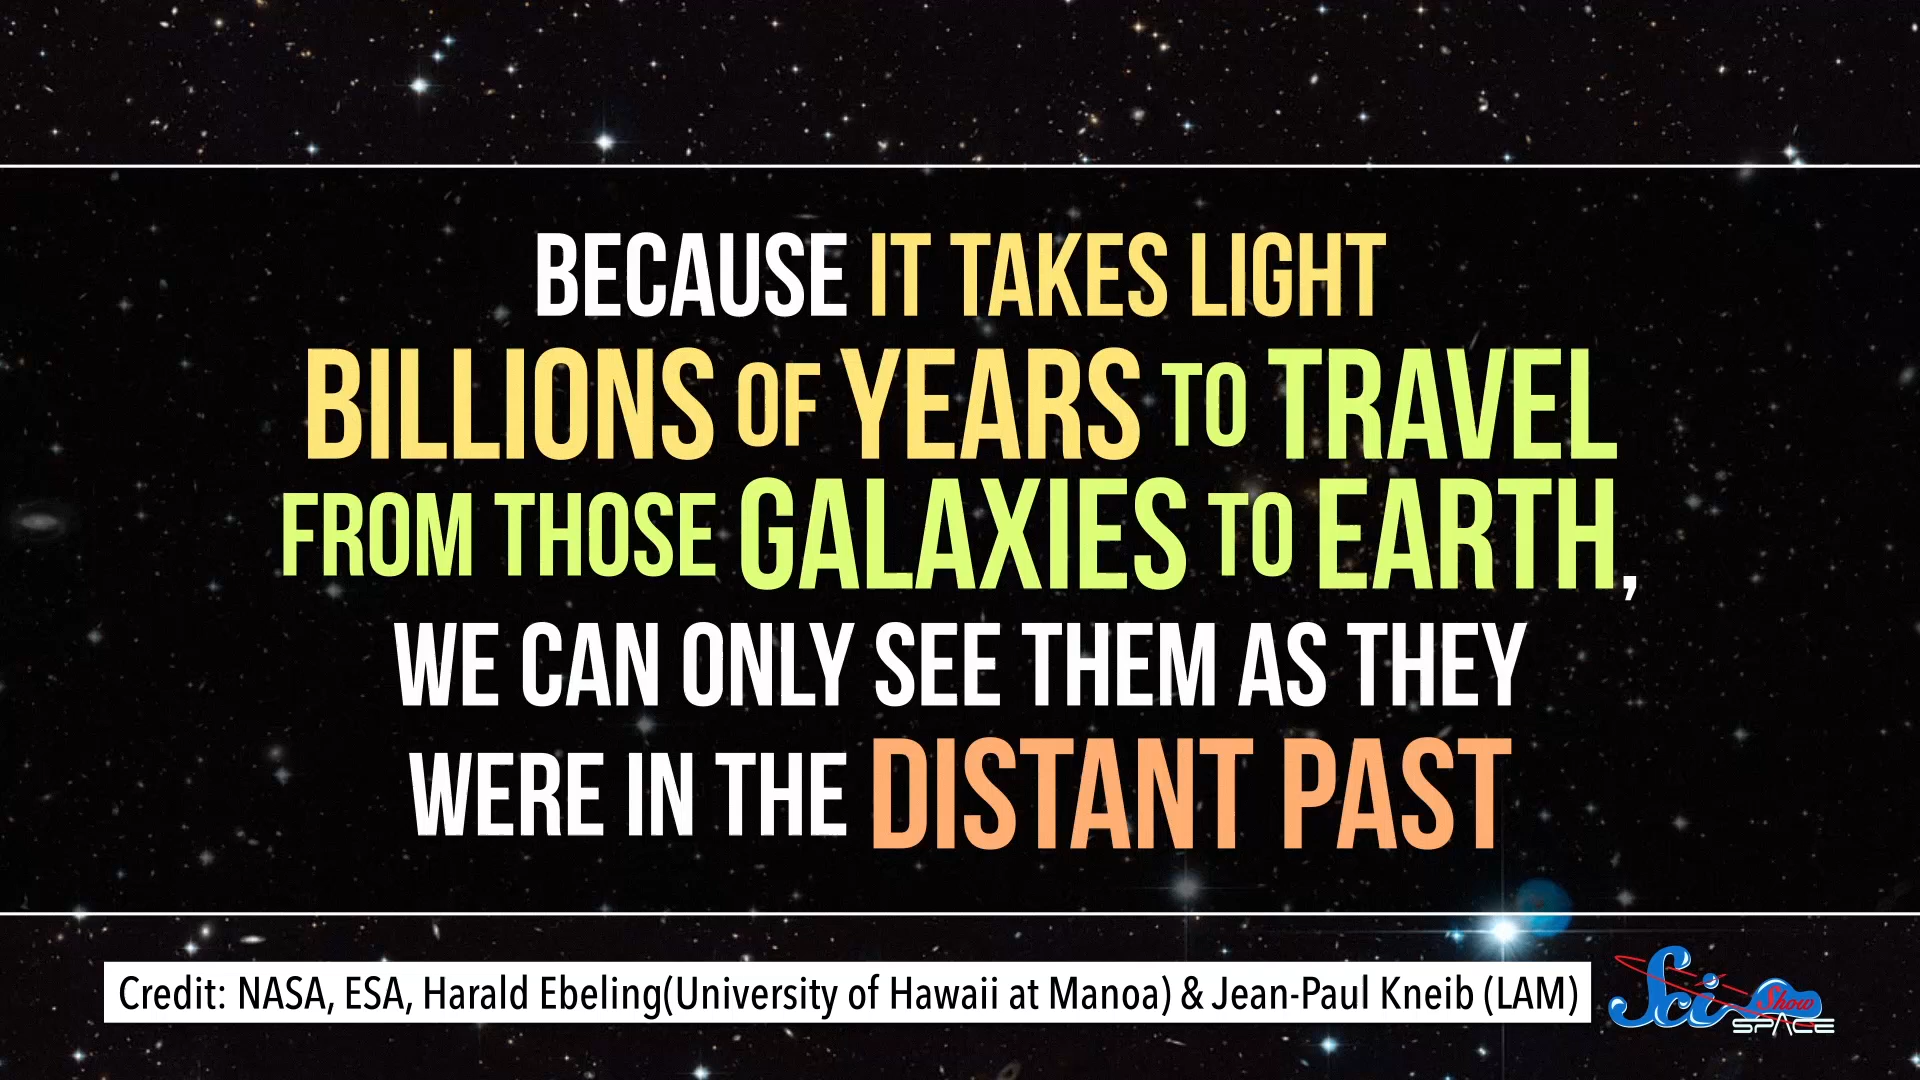 BECAUSE IT TAKES LIGHT
BILLIONS OF YEARS TO TRAVEL
FROM THOSE GALAXIES TO EARTH,
WE CAN ONLY SEE THEM AS THEY
WERE IN THE DISTANT PAST
Credit: NASA, ESA, Harald Ebeling(University of Hawaii at Manoa) & Jean-Paul Kneib (LAM)
Sci Show
SPACE